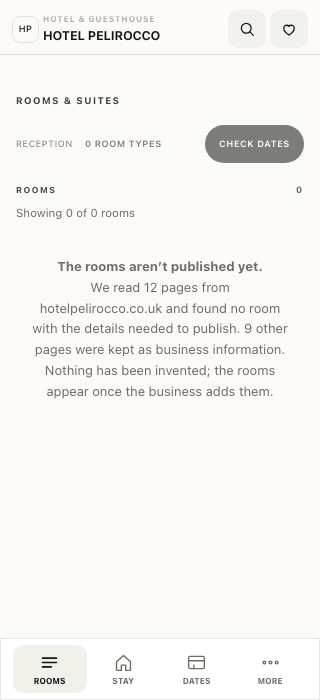 HP
HOTEL & GUESTHOUSE
HOTEL PELIROCCO
ROOMS & SUITES
RECEPTION 0 ROOM TYPES
CHECK DATES
ROOMS 0
Showing 0 of 0 rooms
The rooms aren’t published yet.
We read 12 pages from
hotelpelirocco.co.uk and found no room
with the details needed to publish. 9 other
pages were kept as business information.
Nothing has been invented; the rooms
appear once the business adds them.
ROOMS STAY DATES MORE